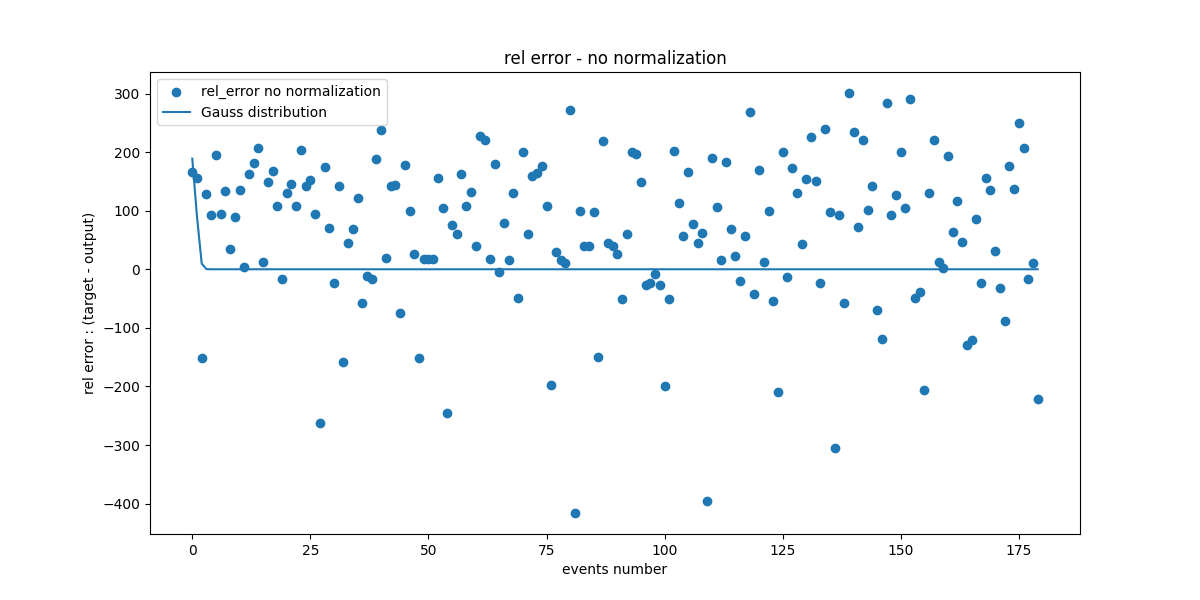 rel error - no normalization
rel_error no normalization
Gauss distribution
300
200
100
0
−100
−200
−300
−400
rel error : (target - output)
0 25 50 75 100 125 150 175
events number